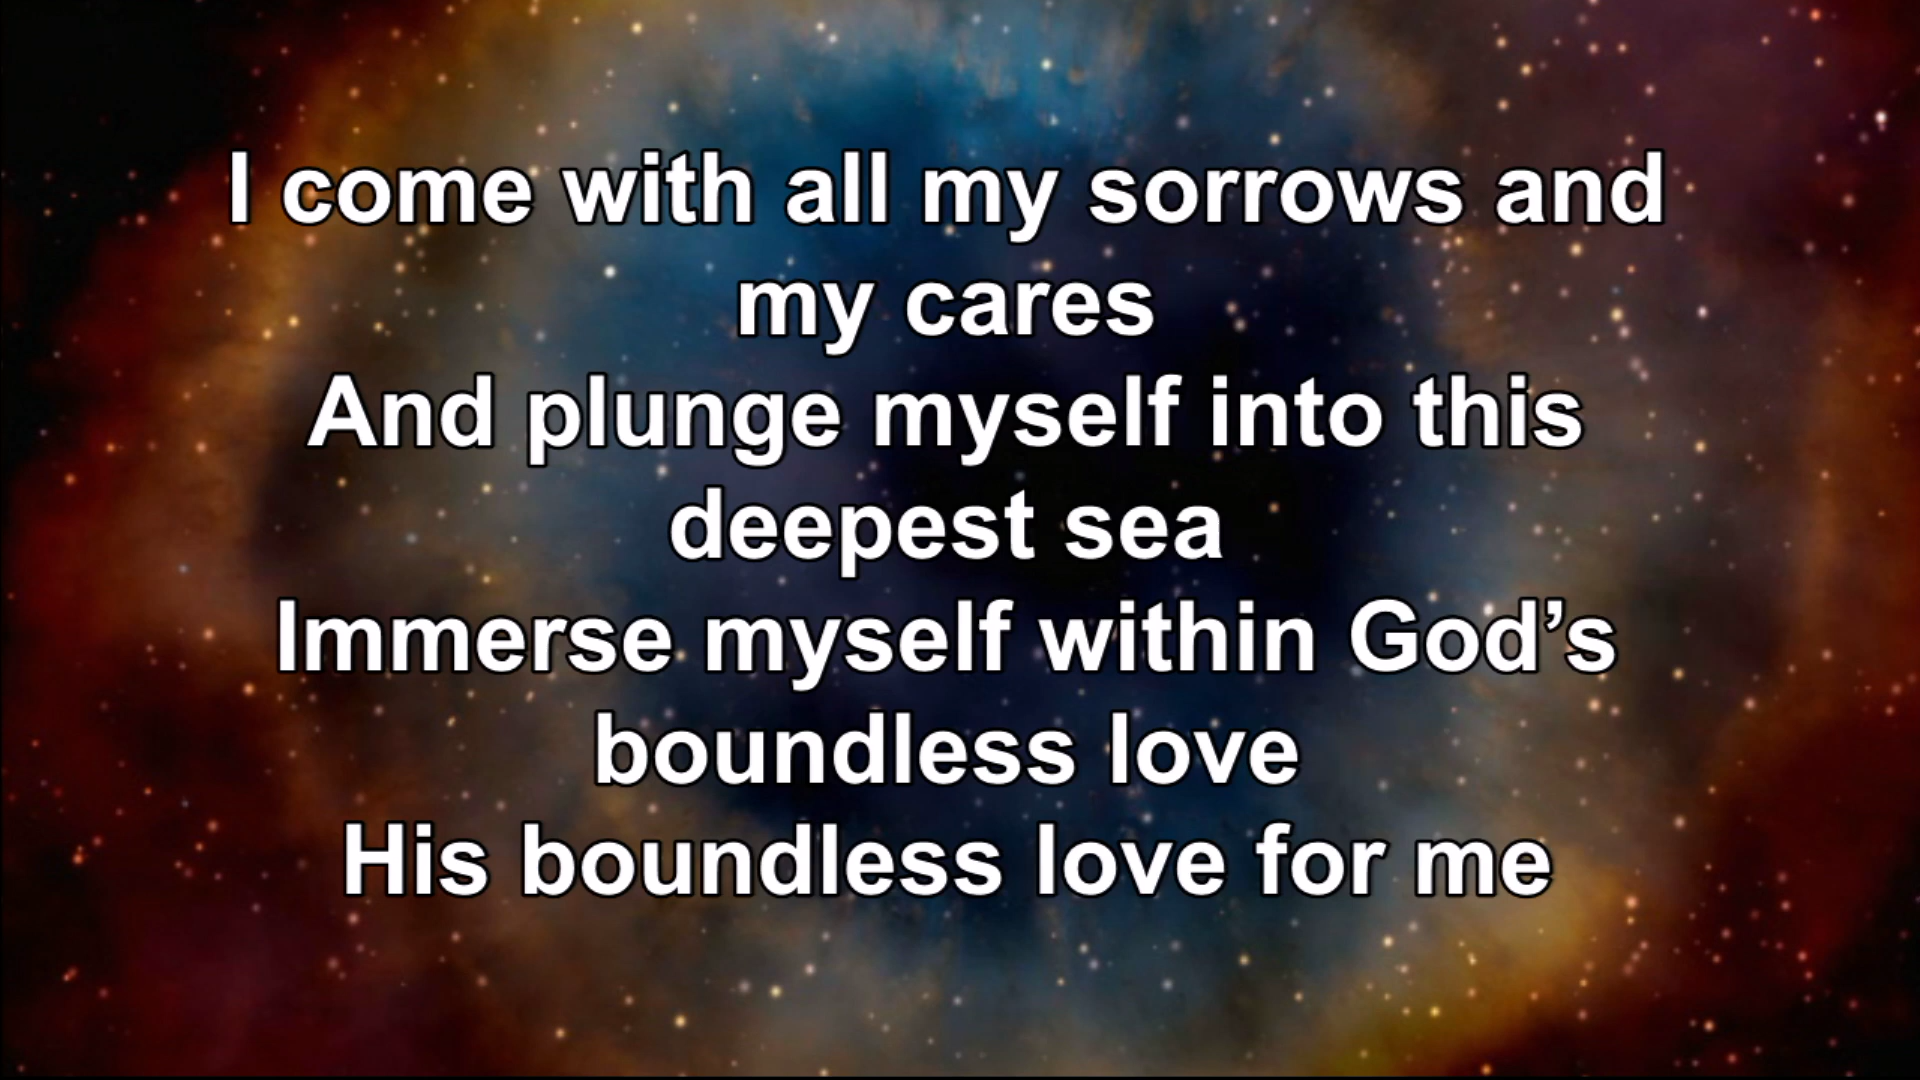 I come with all my sorrows and
my cares
And plunge myself into this
deepest sea
Immerse myself within God’s
boundless love
His boundless love for me